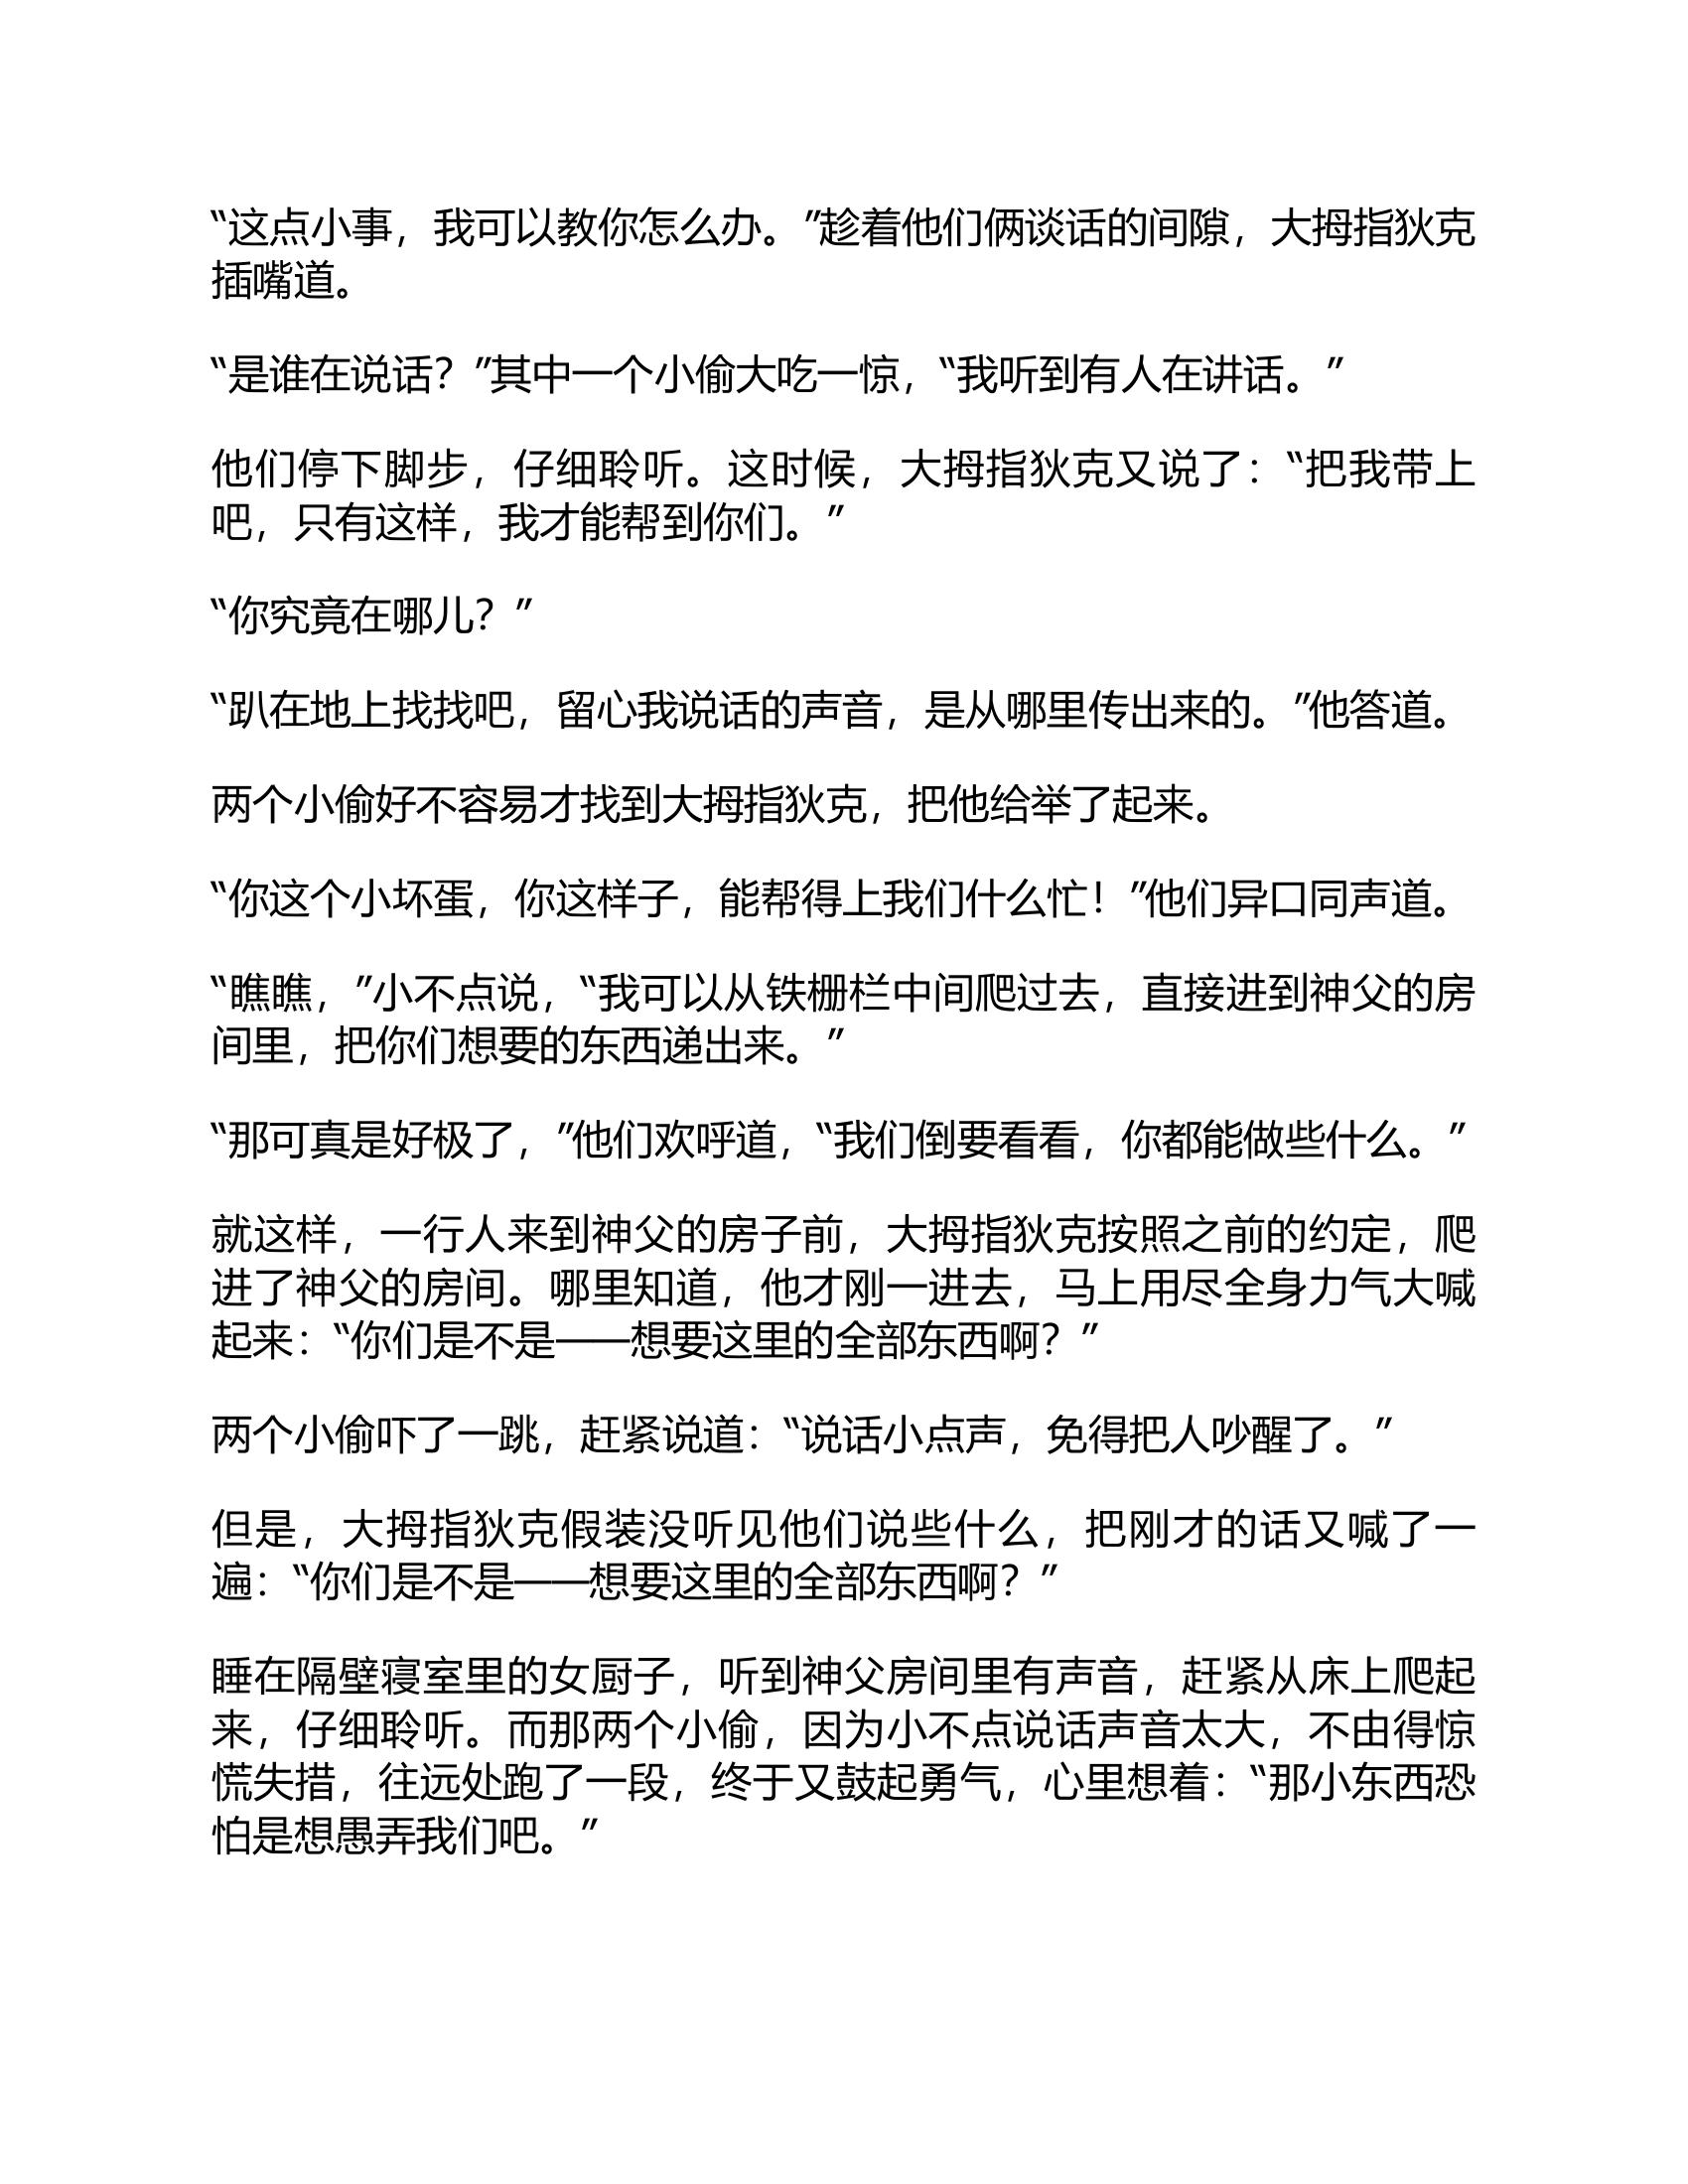 “这点小事，我可以教你怎么办。”趁着他们俩谈话的间隙，大拇指狄克
插嘴道。
“是谁在说话？”其中一个小偷大吃一惊，“我听到有人在讲话。”
他们停下脚步，仔细聆听。这时候，大拇指狄克又说了：“把我带上
吧，只有这样，我才能帮到你们。”
“你究竟在哪儿？”
“趴在地上找找吧，留心我说话的声音，是从哪里传出来的。”他答道。
两个小偷好不容易才找到大拇指狄克，把他给举了起来。
“你这个小坏蛋，你这样子，能帮得上我们什么忙！”他们异口同声道。
“瞧瞧，”小不点说，“我可以从铁栅栏中间爬过去，直接进到神父的房
间里，把你们想要的东西递出来。”
“那可真是好极了，”他们欢呼道，“我们倒要看看，你都能做些什么。”
就这样，一行人来到神父的房子前，大拇指狄克按照之前的约定，爬
进了神父的房间。哪里知道，他才刚一进去，马上用尽全身力气大喊
起来：“你们是不是——想要这里的全部东西啊？”
两个小偷吓了一跳，赶紧说道：“说话小点声，免得把人吵醒了。”
但是，大拇指狄克假装没听见他们说些什么，把刚才的话又喊了一
遍：“你们是不是——想要这里的全部东西啊？”
睡在隔壁寝室里的女厨子，听到神父房间里有声音，赶紧从床上爬起
来，仔细聆听。而那两个小偷，因为小不点说话声音太大，不由得惊
慌失措，往远处跑了一段，终于又鼓起勇气，心里想着：“那小东西恐
怕是想愚弄我们吧。”